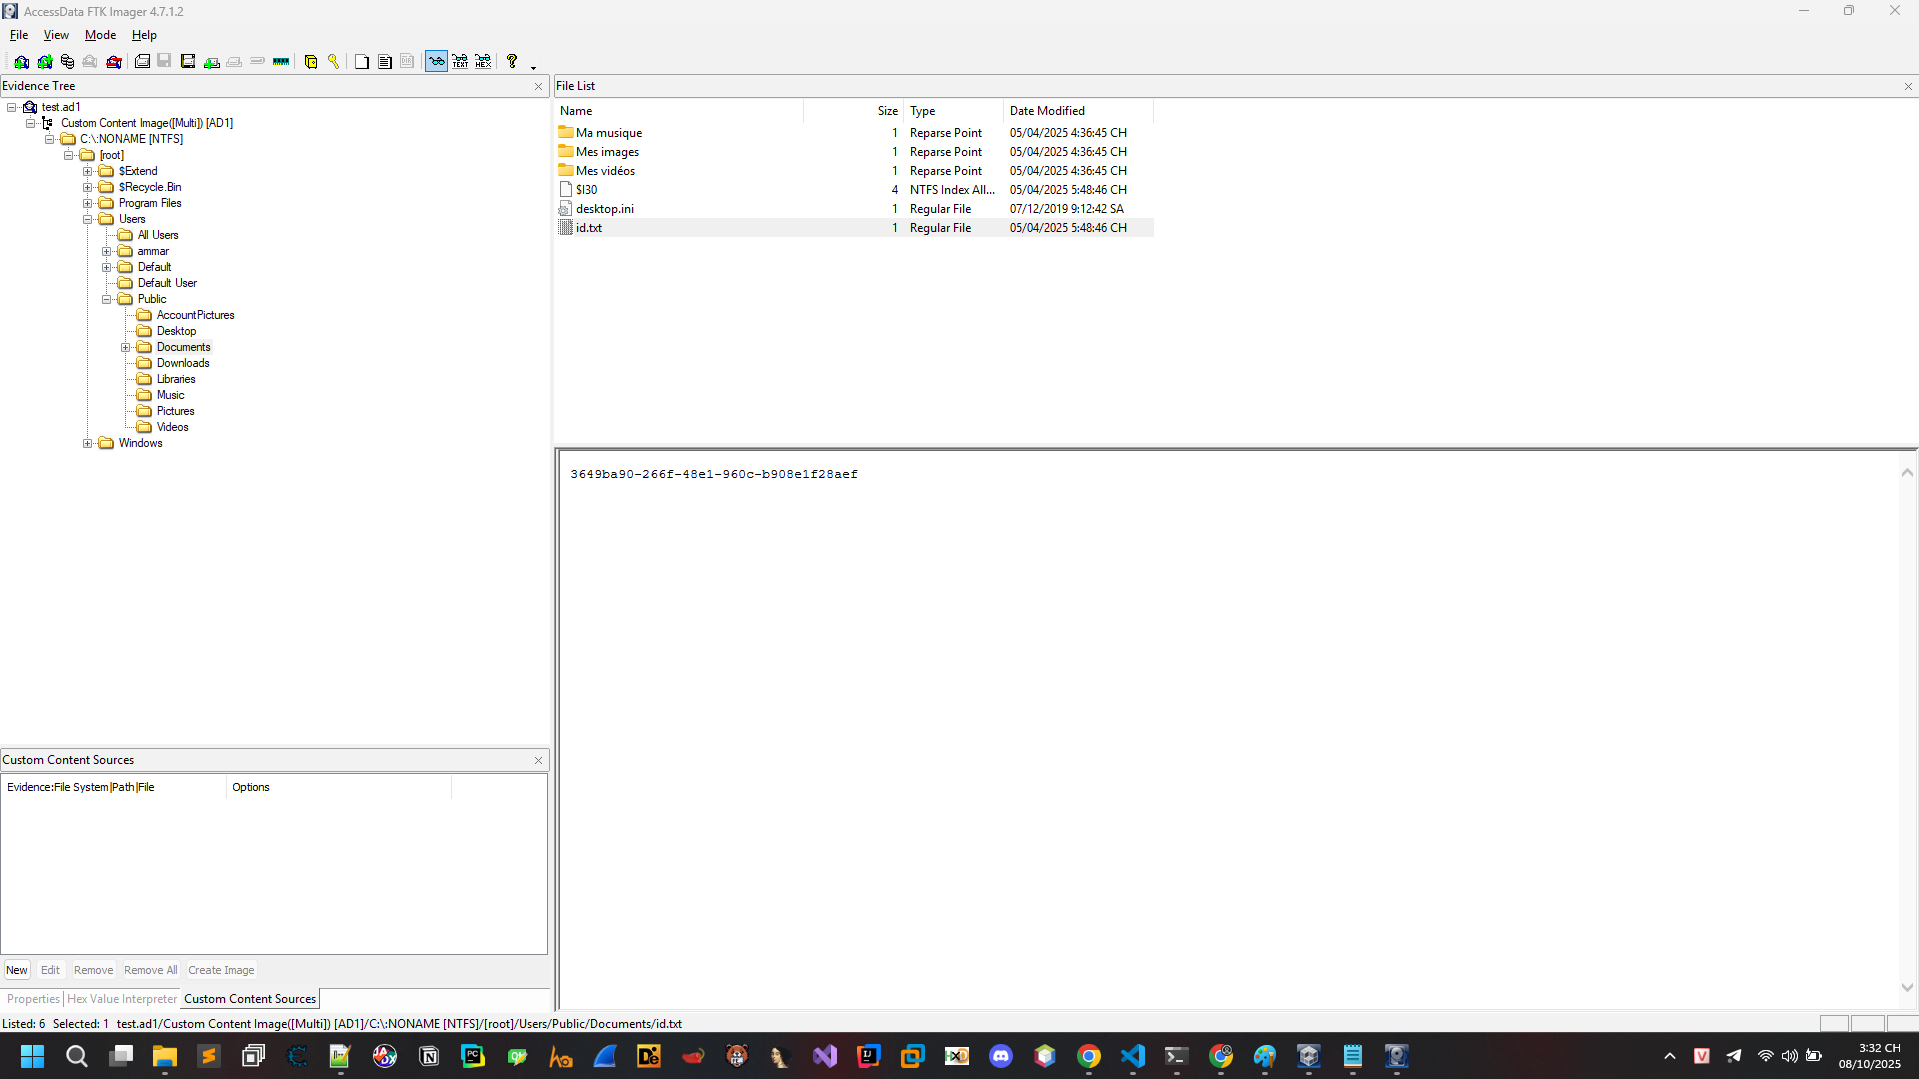 AccessData FTK Imager 4.7.1.2
File View Mode Help
TEXT HEX
Evidence Tree
test.ad1
Custom Content Image([Multi]) [AD1]
C:\:NONAME [NTFS]
[root]
$Extend
$Recycle.Bin
Program Files
Users
All Users
ammar
Default
Default User
Public
AccountPictures
Desktop
Documents
Downloads
Libraries
Music
Pictures
Videos
Windows
File List
Name Size Type Date Modified
Ma musique 1 Reparse Point 05/04/2025 4:36:45 CH
Mes images 1 Reparse Point 05/04/2025 4:36:45 CH
Mes vidéos 1 Reparse Point 05/04/2025 4:36:45 CH
$I30 4 NTFS Index All... 05/04/2025 5:48:46 CH
desktop.ini 1 Regular File 07/12/2019 9:12:42 SA
id.txt 1 Regular File 05/04/2025 5:48:46 CH
3649ba90-266f-48e1-960c-b908e1f28aef
Custom Content Sources
Evidence:File System|Path|File Options
New Edit Remove Remove All Create Image
Properties Hex Value Interpreter Custom Content Sources
Listed: 6 Selected: 1 test.ad1/Custom Content Image([Multi]) [AD1]/C:\:NONAME [NTFS]/[root]/Users/Public/Documents/id.txt
3:32 CH
08/10/2025